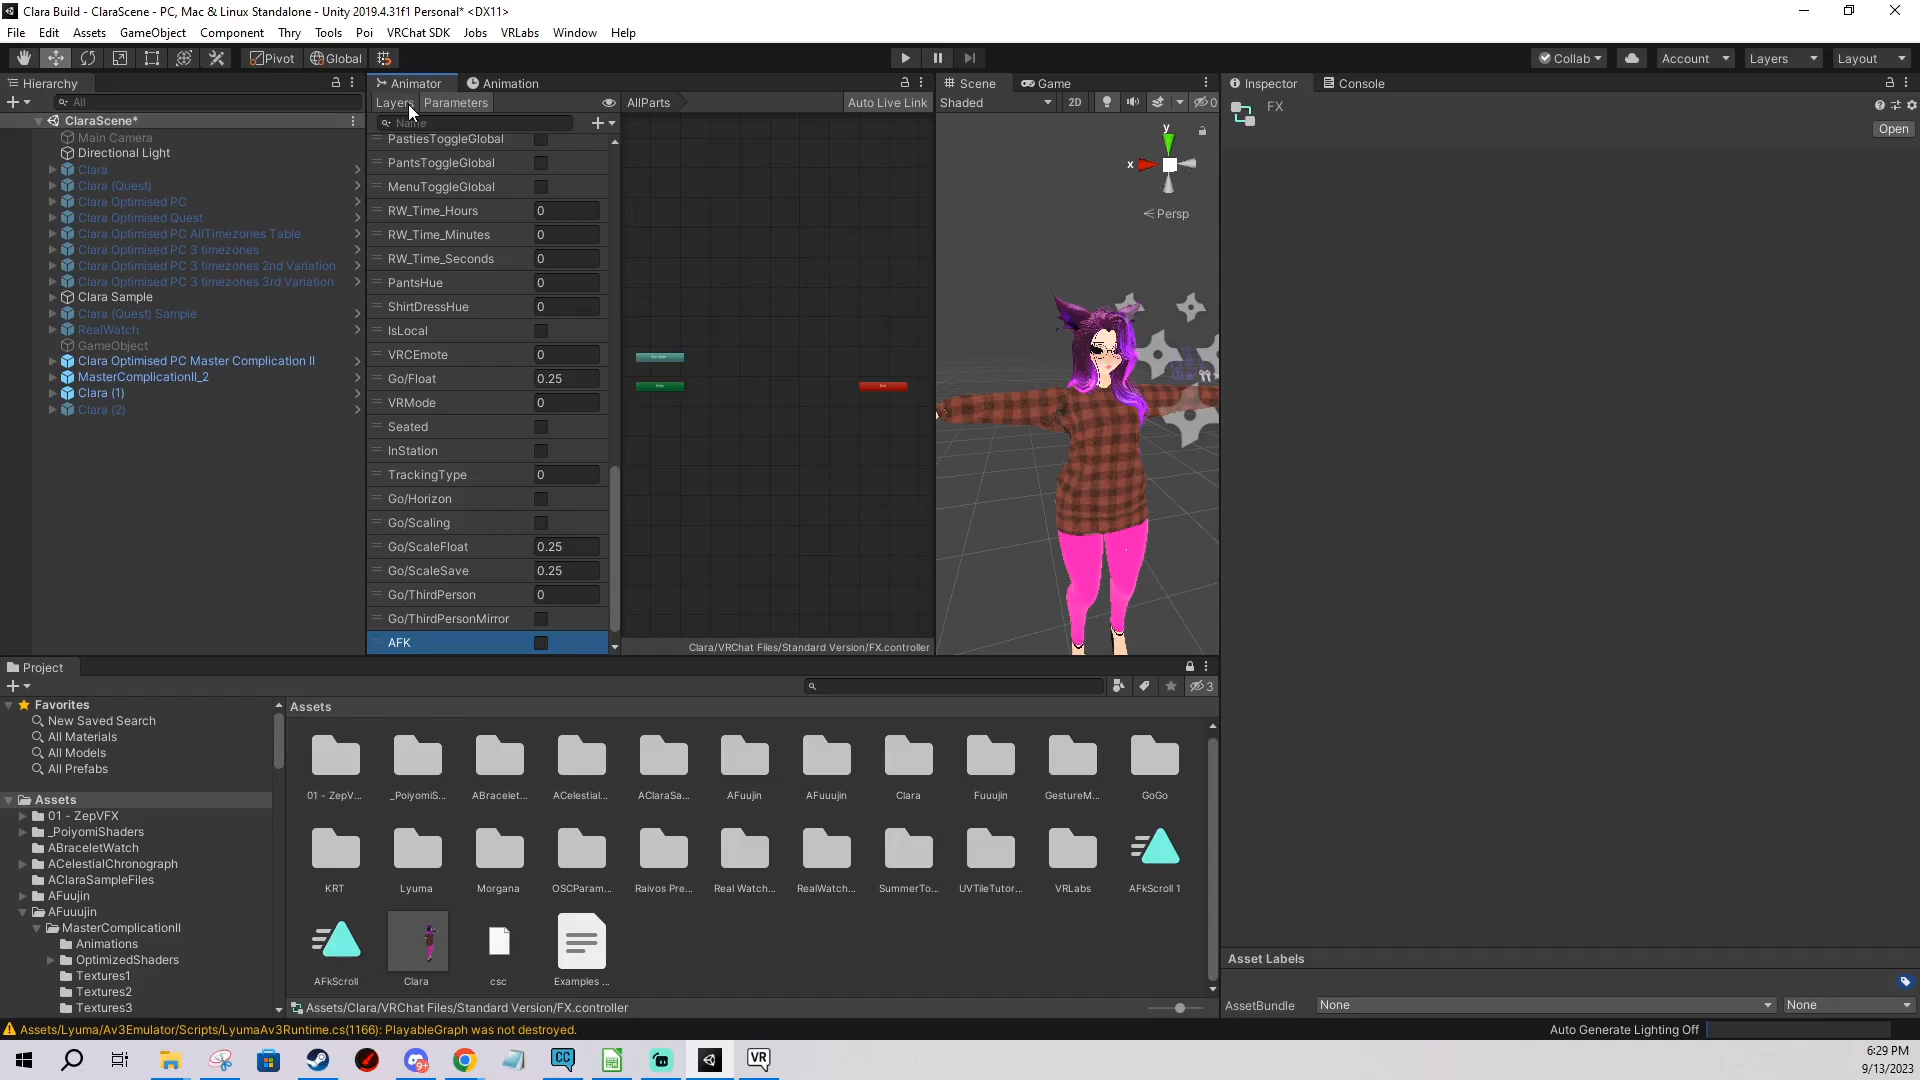 Clara Build - ClaraScene - PC, Mac & Linux Standalone - Unity 2019.4.31f1 Personal* <DX11>
File Edit Assets GameObject Component Thry Tools Poi VRChat SDK Jobs VRLabs Window Help
Pivot Global Collab Account Layers Layout
Hierarchy
All
ClaraScene*
Main Camera
Directional Light
Clara
Clara (Quest)
Clara Optimised PC
Clara Optimised Quest
Clara Optimised PC AllTimezones Table
Clara Optimised PC 3 timezones
Clara Optimised PC 3 timezones 2nd Variation
Clara Optimised PC 3 timezones 3rd Variation
Clara Sample
Clara (Quest) Sample
RealWatch
GameObject
Clara Optimised PC Master Complication II
MasterComplicationII_2
Clara (1)
Clara (2)
Animator Animation
Layers Parameters AllParts Auto Live Link
Name
PastiesToggleGlobal
PantsToggleGlobal
MenuToggleGlobal
RW_Time_Hours 0
RW_Time_Minutes 0
RW_Time_Seconds 0
PantsHue 0
ShirtDressHue 0
IsLocal
VRCEmote 0
Go/Float 0.25
VRMode 0
Seated
InStation
TrackingType 0
Go/Horizon
Go/Scaling
Go/ScaleFloat 0.25
Go/ScaleSave 0.25
Go/ThirdPerson 0
Go/ThirdPersonMirror
AFK
Clara/VRChat Files/Standard Version/FX.controller
Scene Game
Shaded 2D 0
y
x
Persp
Inspector Console
FX
Open
Asset Labels
AssetBundle None None
Project
3
Favorites
New Saved Search
All Materials
All Models
All Prefabs
Assets
01 - ZepVFX
_PoiyomiShaders
ABraceletWatch
ACelestialChronograph
AClaraSampleFiles
AFuujin
AFuuujin
MasterComplicationII
Animations
OptimizedShaders
Textures1
Textures2
Textures3
Assets
01 - ZepV... _PoiyomiS... ABracelet... ACelestial... AClaraSa... AFuujin AFuuujin Clara Fuuujin GestureM... GoGo
KRT Lyuma Morgana OSCParam... Raivos Pre... Real Watch... RealWatch... SummerTo... UVTileTutor... VRLabs AFkScroll 1
AFkScroll Clara csc Examples ...
Assets/Clara/VRChat Files/Standard Version/FX.controller
Assets/Lyuma/Av3Emulator/Scripts/LyumaAv3Runtime.cs(1166): PlayableGraph was not destroyed.
Auto Generate Lighting Off
CC
VR
6:29 PM
9/13/2023